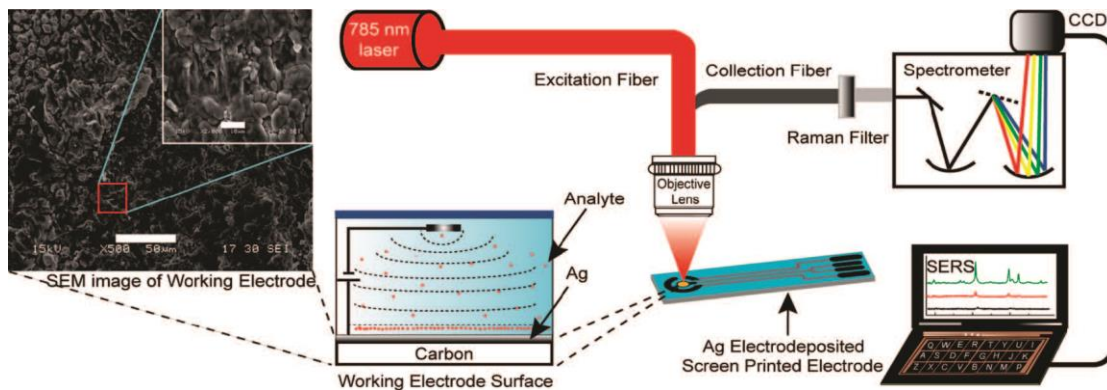 785 nm
laser
Excitation Fiber
Collection Fiber
Raman Filter
CCD
Spectrometer
Objective
Lens
Analyte
Ag
Carbon
Working Electrode Surface
15kV X500 50µm 17 30 SEI
SEM image of Working Electrode
Ag Electrodeposited
Screen Printed Electrode
SERS
Q W E R T Y U I
A S D F G H J K
Z X C V B N M P